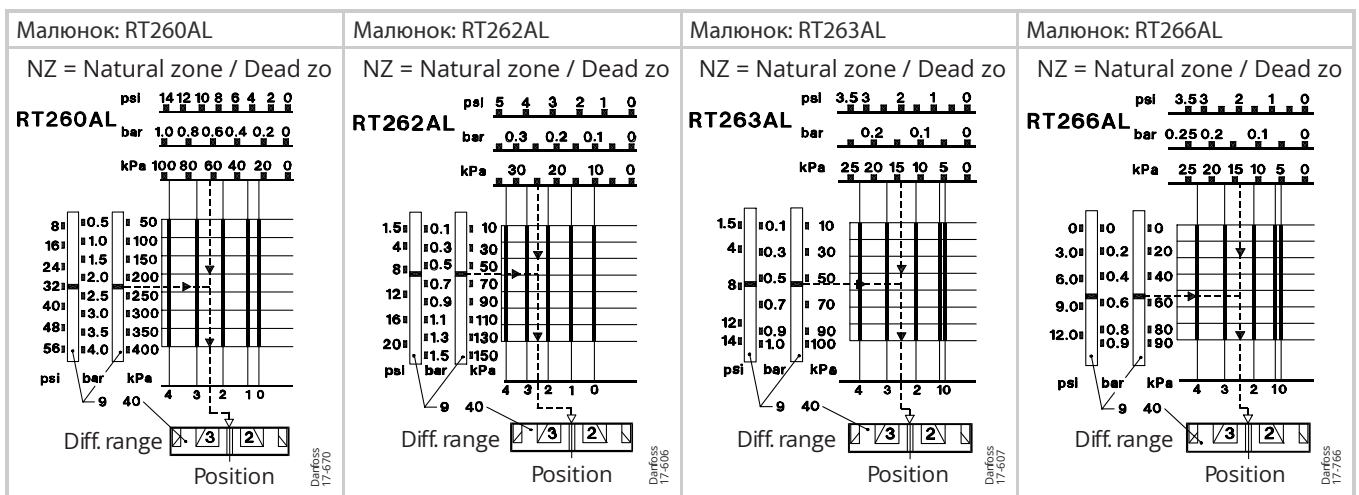 Малюнок: RT260AL
NZ = Natural zone / Dead zo
psi 14 12 10 8 6 4 2 0
RT260AL
bar 1.0 0.8 0.6 0.4 0.2 0
kPa 100 80 60 40 20 0
8 0.5 50
16 1.0 100
24 1.5 150
2.0 200
32 2.5 250
40 3.0 300
48 3.5 350
56 4.0 400
psi bar kPa
4 3 2 1 0
9 40
3 2
Diff. range
Position
Danfoss
17-670
Малюнок: RT262AL
NZ = Natural zone / Dead zo
psi 5 4 3 2 1 0
RT262AL
bar 0.3 0.2 0.1 0
kPa 30 20 10 0
1.5 0.1 10
4 0.3 30
8 0.5 50
0.7 70
12 0.9 90
16 1.1 110
20 1.3 130
1.5 150
psi bar kPa
4 3 2 1 0
9 40
3 2
Diff. range
Position
Danfoss
17-606
Малюнок: RT263AL
NZ = Natural zone / Dead zo
psi 3.5 3 2 1 0
RT263AL
bar 0.2 0.1 0
kPa 25 20 15 10 5 0
1.5 0.1 10
4 0.3 30
0.5 50
8
0.7 70
12 0.9 90
14 1.0 100
psi bar kPa
4 3 2 1 0
9 40
3 2
Diff. range
Position
Danfoss
17-607
Малюнок: RT266AL
NZ = Natural zone / Dead zo
psi 3.5 3 2 1 0
RT266AL
bar 0.25 0.2 0.1 0
kPa 25 20 15 10 5 0
0 0 0
3.0 0.2 20
6.0 0.4 40
9.0 0.6 60
12.0 0.8 80
0.9 90
psi bar kPa
4 3 2 1 0
9 40
3 2
Diff. range
Position
Danfoss
17-766